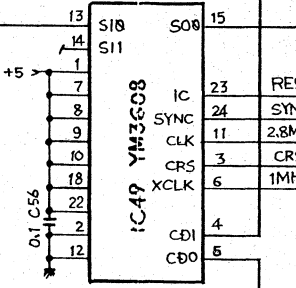 13 SI0 SO0 15
14 SI1
+5 1
7 IC 23 RE
8 SYNC 24 SYN
9 CLK 11 2.8M
10 CRS 3 CR
18 XCLK 6 1MH
22
2 CDI 4
12 CDO 5
0.1 C56
IC49 YM3608